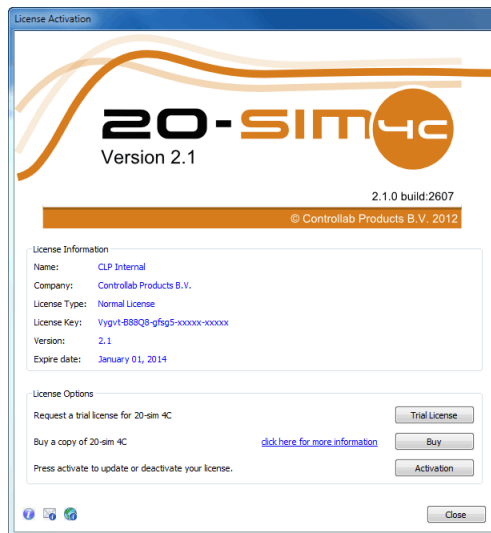 License Activation
20-SIM 4C
Version 2.1
2.1.0 build:2607
© Controllab Products B.V. 2012
License Information
Name: CLP Internal
Company: Controllab Products B.V.
License Type: Normal License
License Key: Vygvt-B88Q8-gfsg5-xxxxx-xxxxx
Version: 2.1
Expire date: January 01, 2014
License Options
Request a trial license for 20-sim 4C Trial License
Buy a copy of 20-sim 4C click here for more information Buy
Press activate to update or deactivate your license. Activation
Close